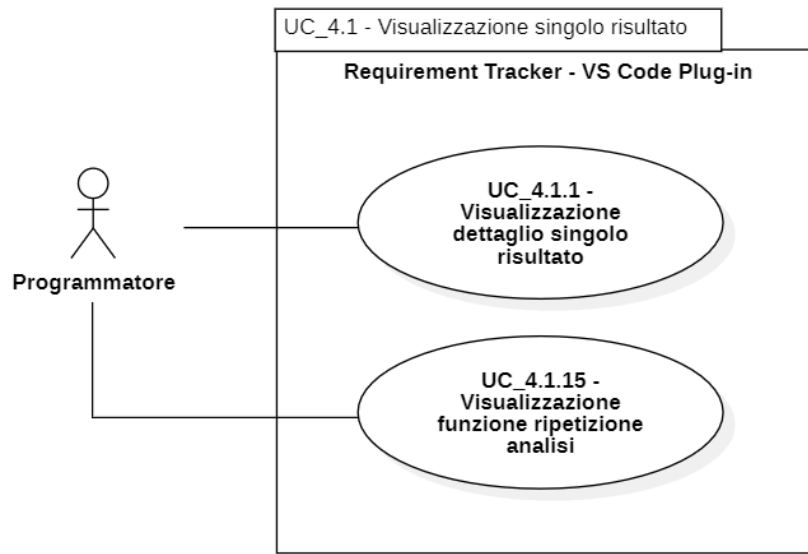 UC_4.1 - Visualizzazione singolo risultato
Requirement Tracker - VS Code Plug-in
UC_4.1.1 -
Visualizzazione
dettaglio singolo
risultato
Programmatore
UC_4.1.15 -
Visualizzazione
funzione ripetizione
analisi